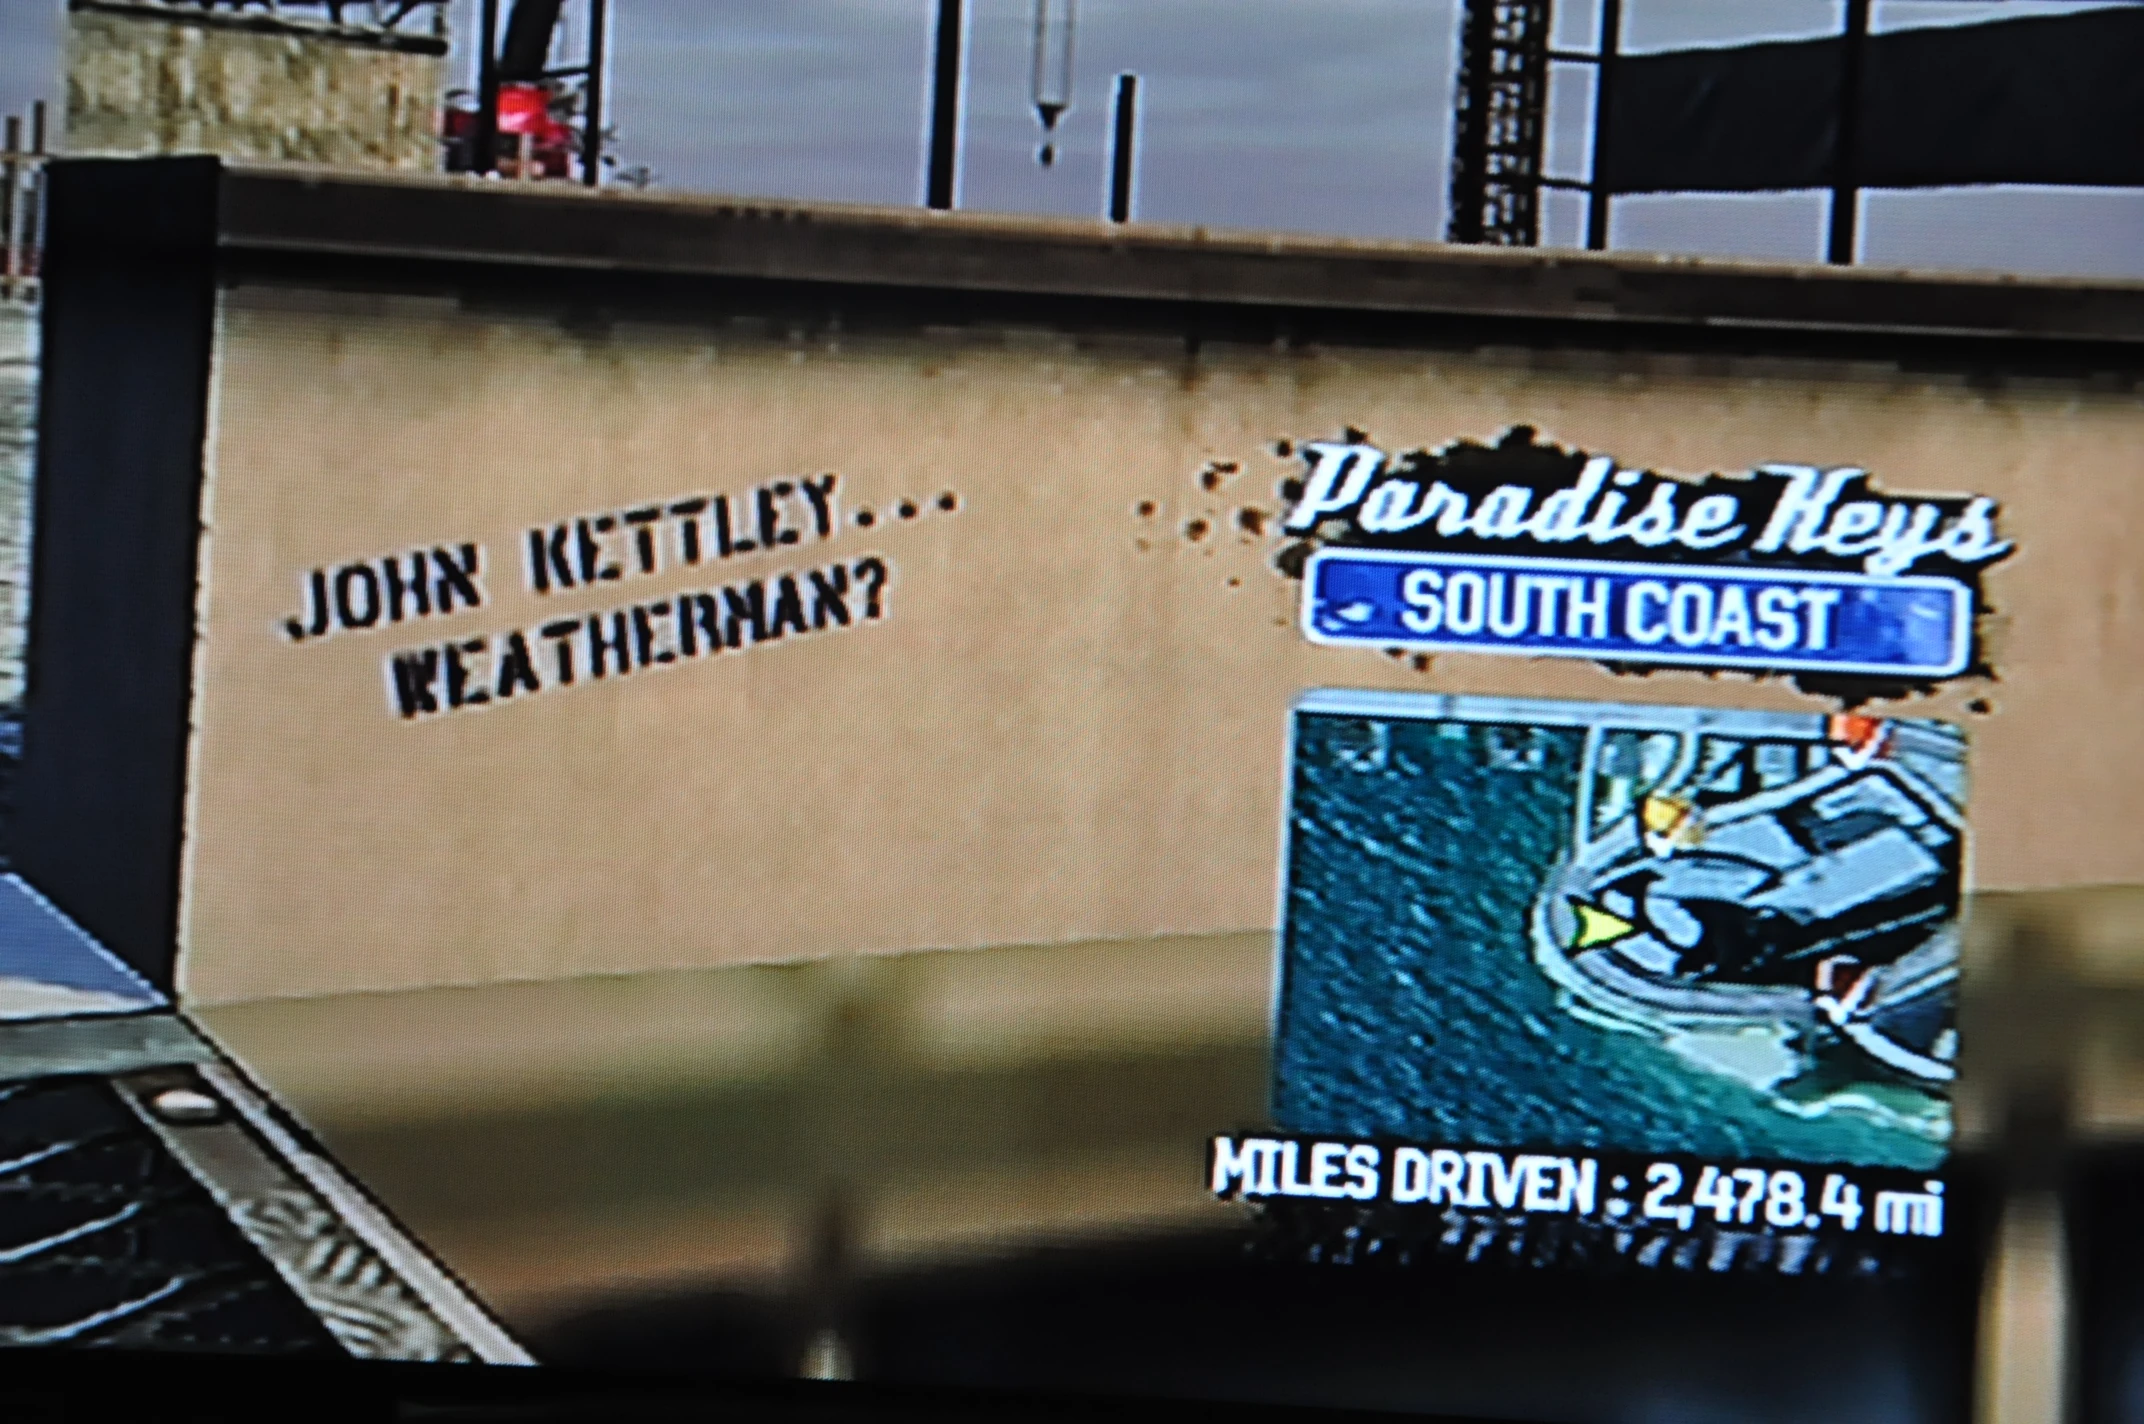 JOHN KETTLEY...
WEATHERMAN?
Paradise Keys
SOUTH COAST
MILES DRIVEN : 2,478.4 mi